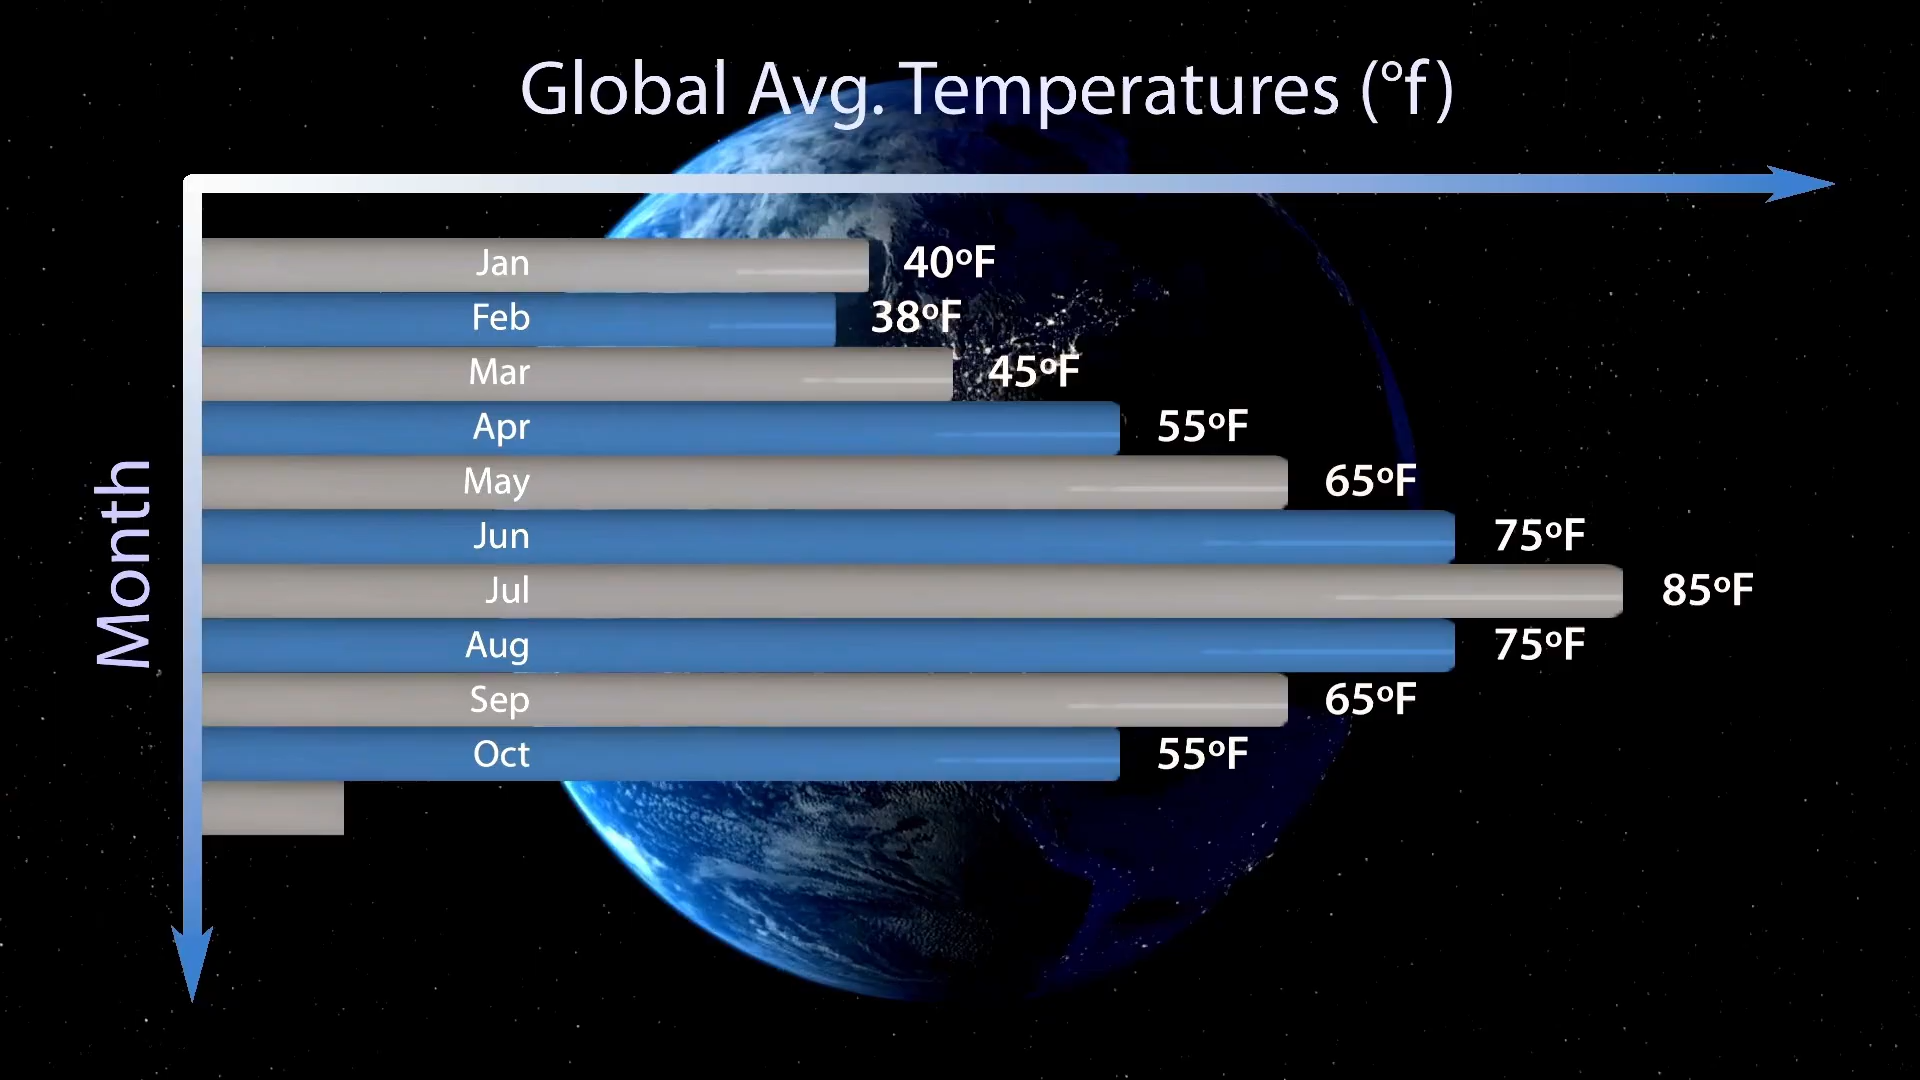 Global Avg. Temperatures (°f)
Month
Jan 40ºF
Feb 38ºF
Mar 45ºF
Apr 55ºF
May 65ºF
Jun 75ºF
Jul 85ºF
Aug 75ºF
Sep 65ºF
Oct 55ºF